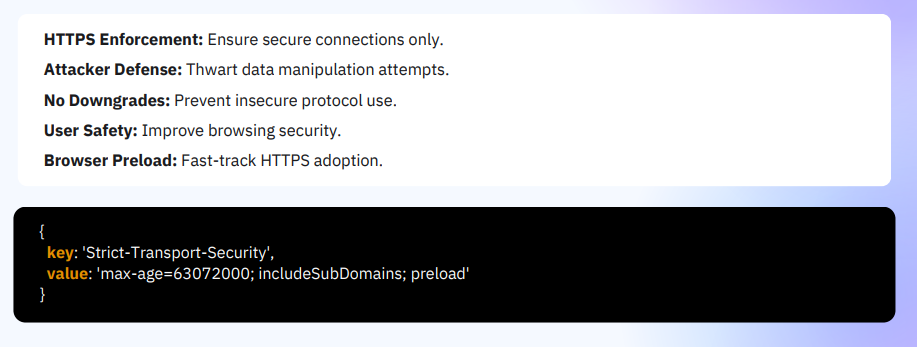 HTTPS Enforcement: Ensure secure connections only.
Attacker Defense: Thwart data manipulation attempts.
No Downgrades: Prevent insecure protocol use.
User Safety: Improve browsing security.
Browser Preload: Fast-track HTTPS adoption.
{
key: 'Strict-Transport-Security',
value: 'max-age=63072000; includeSubDomains; preload'
}